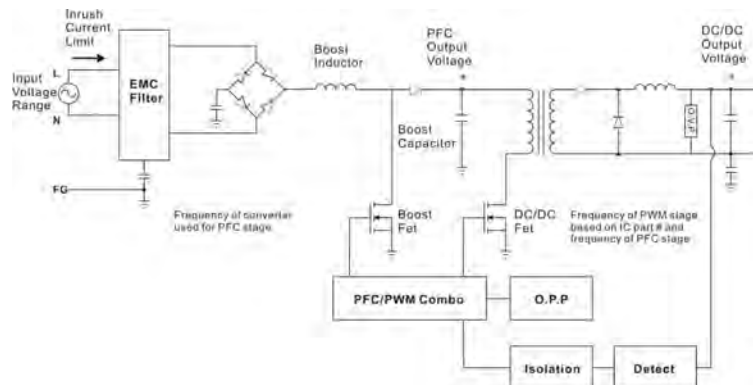 Inrush Current
Limit
L
Input
Voltage
Range
N
FG
EMC
Filter
Boost
Inductor
PFC
Output
Voltage
+
DC/DC
Output
Voltage
+
Boost
Capacitor
O.V.P
Frequency of converter
used for PFC stage
Boost
Fet
DC/DC
Fet
Frequency of PWM stage
based on IC part # and
frequency of PFC stage
PFC/PWM Combo
O.P.P
Isolation
Detect